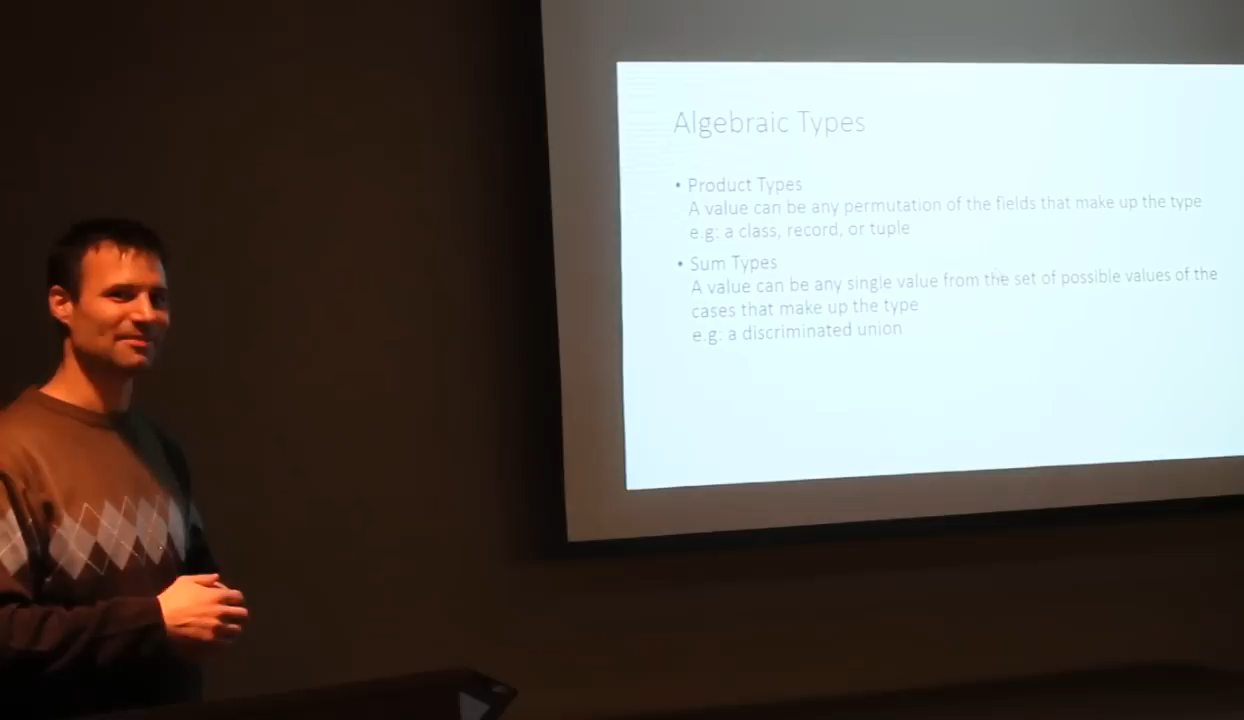 Algebraic Types
• Product Types
A value can be any permutation of the fields that make up the type
e.g: a class, record, or tuple
• Sum Types
A value can be any single value from the set of possible values of the
cases that make up the type
e.g: a discriminated union